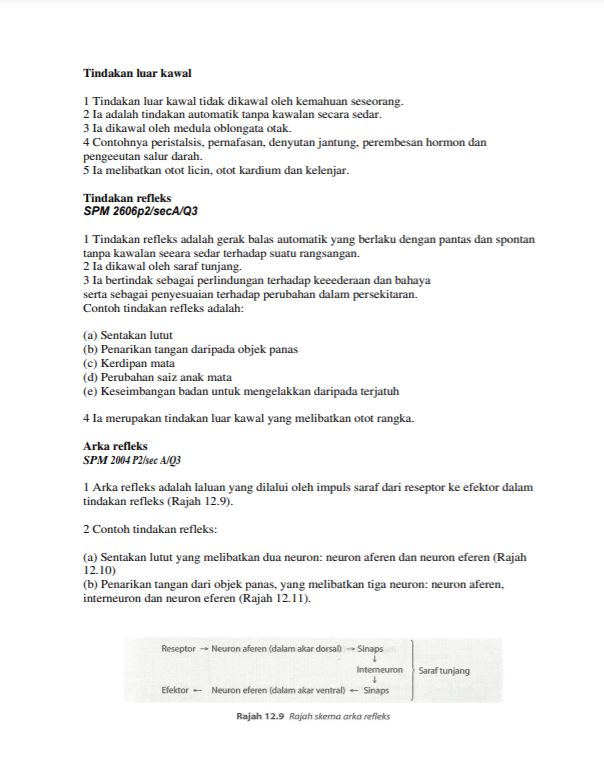 Tindakan luar kawal
1 Tindakan luar kawal tidak dikawal oleh kemahuan seseorang.
2 Ia adalah tindakan automatik tanpa kawalan secara sedar.
3 Ia dikawal oleh medula oblongata otak.
4 Contohnya peristalsis, pernafasan, denyutan jantung, perembesan hormon dan
pengeeutan salur darah.
5 Ia melibatkan otot licin, otot kardium dan kelenjar.
Tindakan refleks
SPM 2606p2/secA/Q3
1 Tindakan refleks adalah gerak balas automatik yang berlaku dengan pantas dan spontan
tanpa kawalan seeara sedar terhadap suatu rangsangan.
2 Ia dikawal oleh saraf tunjang.
3 Ia bertindak sebagai perlindungan terhadap keeederaan dan bahaya
serta sebagai penyesuaian terhadap perubahan dalam persekitaran.
Contoh tindakan refleks adalah:
(a) Sentakan lutut
(b) Penarikan tangan daripada objek panas
(c) Kerdipan mata
(d) Perubahan saiz anak mata
(e) Keseimbangan badan untuk mengelakkan daripada terjatuh
4 Ia merupakan tindakan luar kawal yang melibatkan otot rangka.
Arka refleks
SPM 2004 P2/sec A/Q3
1 Arka refleks adalah laluan yang dilalui oleh impuls saraf dari reseptor ke efektor dalam
tindakan refleks (Rajah 12.9).
2 Contoh tindakan refleks:
(a) Sentakan lutut yang melibatkan dua neuron: neuron aferen dan neuron eferen (Rajah
12.10)
(b) Penarikan tangan dari objek panas, yang melibatkan tiga neuron: neuron aferen,
interneuron dan neuron eferen (Rajah 12.11).
Reseptor → Neuron aferen (dalam akar dorsal) → Sinaps
↓
Interneuron Saraf tunjang
↓
Efektor ← Neuron eferen (dalam akar ventral) ← Sinaps
Rajah 12.9 Rajah skema arka refleks